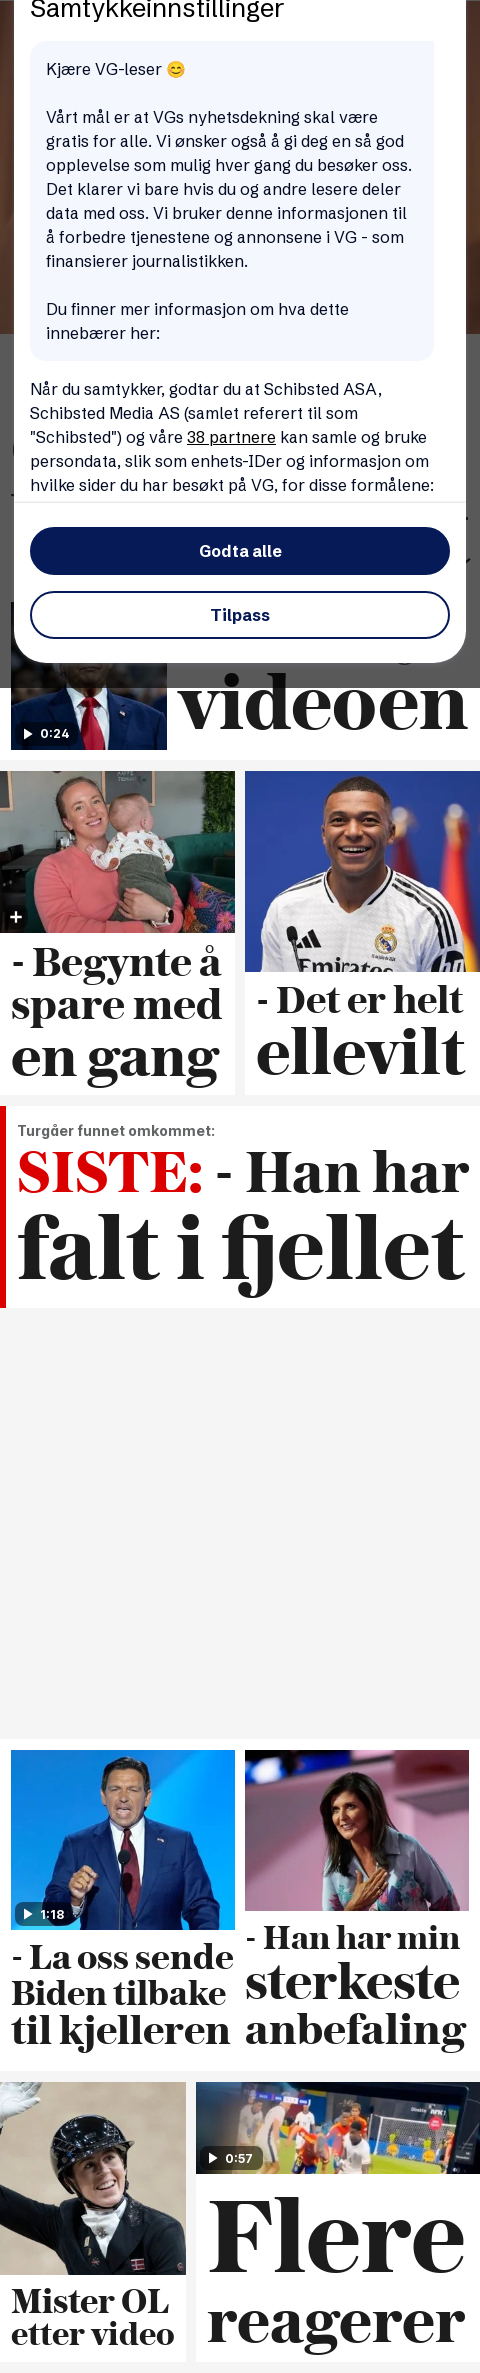 Samtykkeinnstillinger
Kjære VG-leser 😊
Vårt mål er at VGs nyhetsdekning skal være
gratis for alle. Vi ønsker også å gi deg en så god
opplevelse som mulig hver gang du besøker oss.
Det klarer vi bare hvis du og andre lesere deler
data med oss. Vi bruker denne informasjonen til
å forbedre tjenestene og annonsene i VG - som
finansierer journalistikken.
Du finner mer informasjon om hva dette
innebærer her:
Når du samtykker, godtar du at Schibsted ASA,
Schibsted Media AS (samlet referert til som
"Schibsted") og våre 38 partnere kan samle og bruke
persondata, slik som enhets-IDer og informasjon om
hvilke sider du har besøkt på VG, for disse formålene:
Godta alle
Tilpass
0:24
videoen
- Begynte å
spare med
en gang
- Det er helt
ellevilt
Turgåer funnet omkommet:
SISTE: - Han har
falt i fjellet
1:18
- La oss sende
Biden tilbake
til kjelleren
- Han har min
sterkeste
anbefaling
Mister OL
etter video
0:57
Flere
reagerer